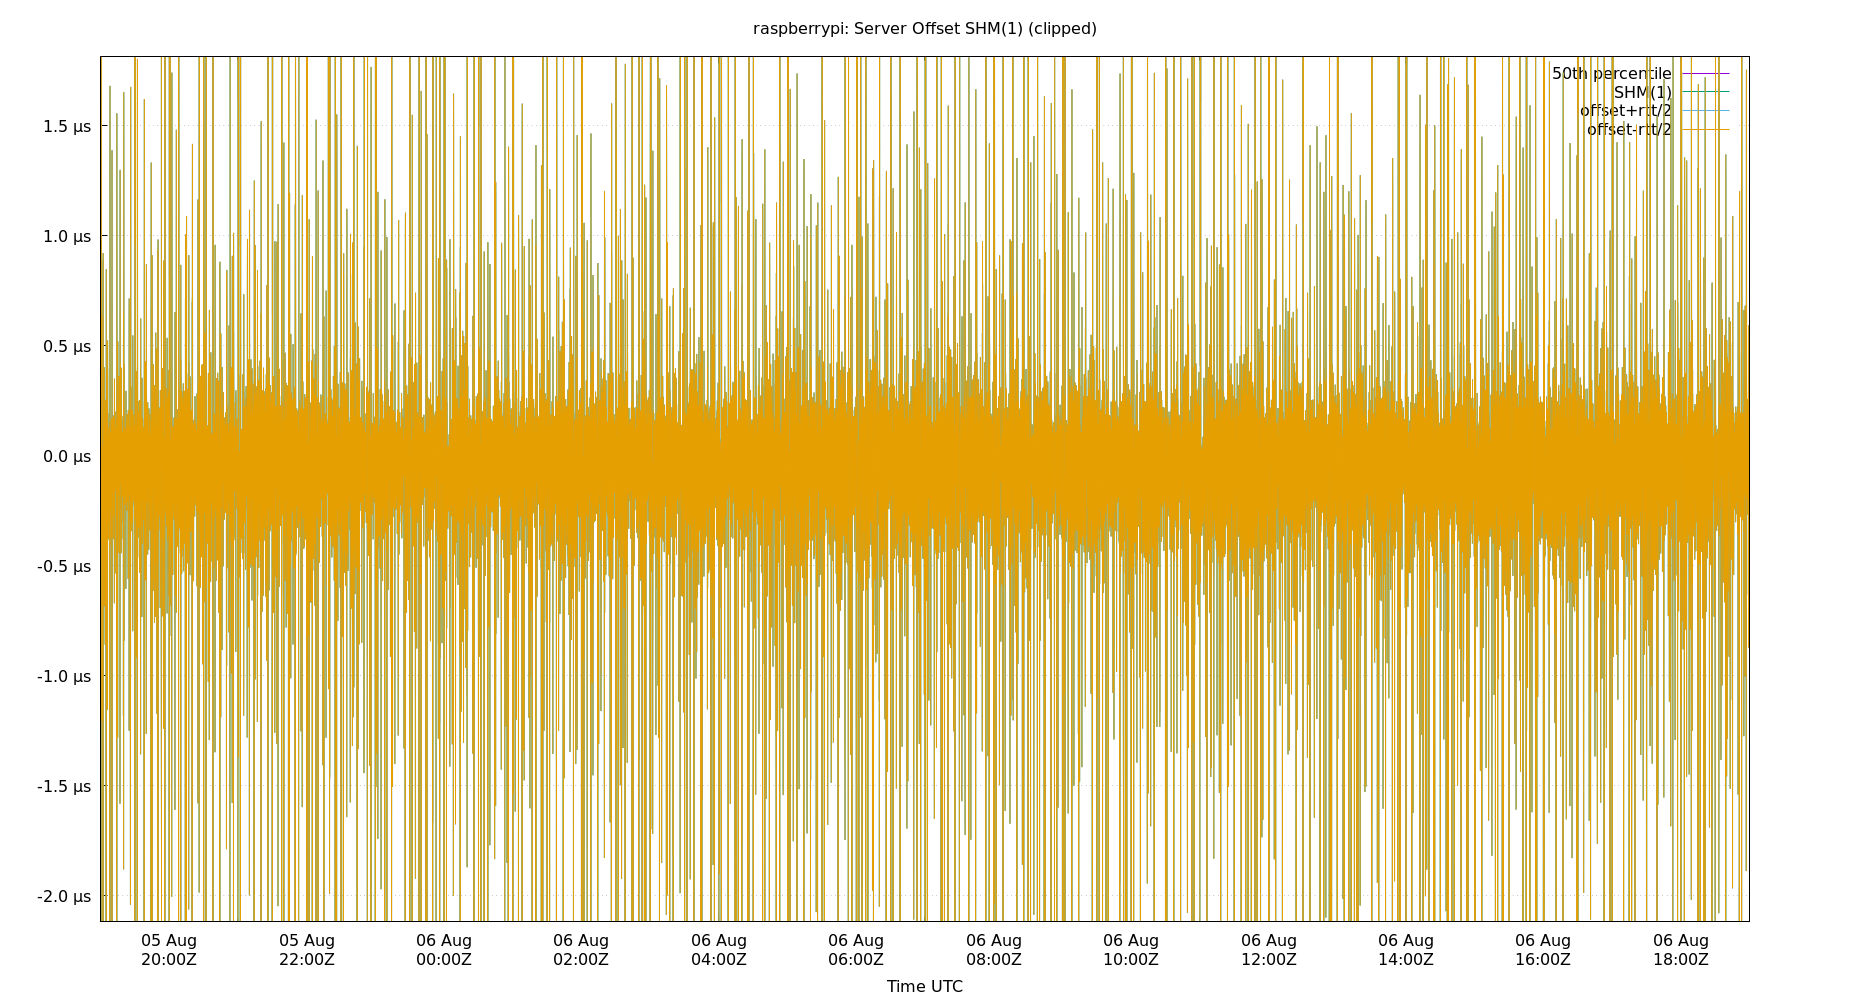 raspberrypi: Server Offset SHM(1) (clipped)
50th percentile
SHM(1)
offset+rtt/2
offset-rtt/2
1.5 µs
1.0 µs
0.5 µs
0.0 µs
-0.5 µs
-1.0 µs
-1.5 µs
-2.0 µs
05 Aug 05 Aug 06 Aug 06 Aug 06 Aug 06 Aug 06 Aug 06 Aug 06 Aug 06 Aug 06 Aug 06 Aug
20:00Z 22:00Z 00:00Z 02:00Z 04:00Z 06:00Z 08:00Z 10:00Z 12:00Z 14:00Z 16:00Z 18:00Z
Time UTC